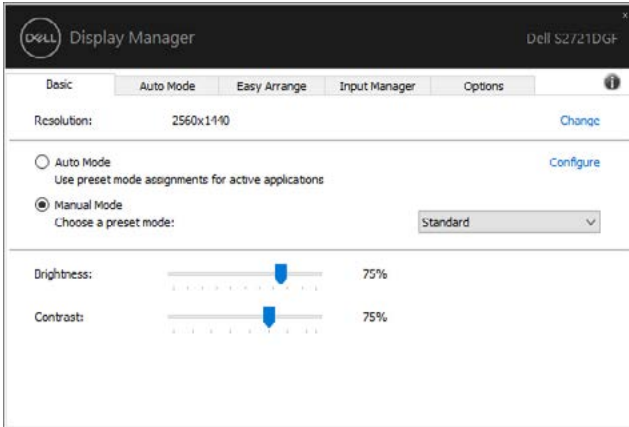 DELL Display Manager Dell S2721DGF
Basic Auto Mode Easy Arrange Input Manager Options
Resolution: 2560x1440 Change
Auto Mode Configure
Use preset mode assignments for active applications
Manual Mode
Choose a preset mode: Standard
Brightness: 75%
Contrast: 75%